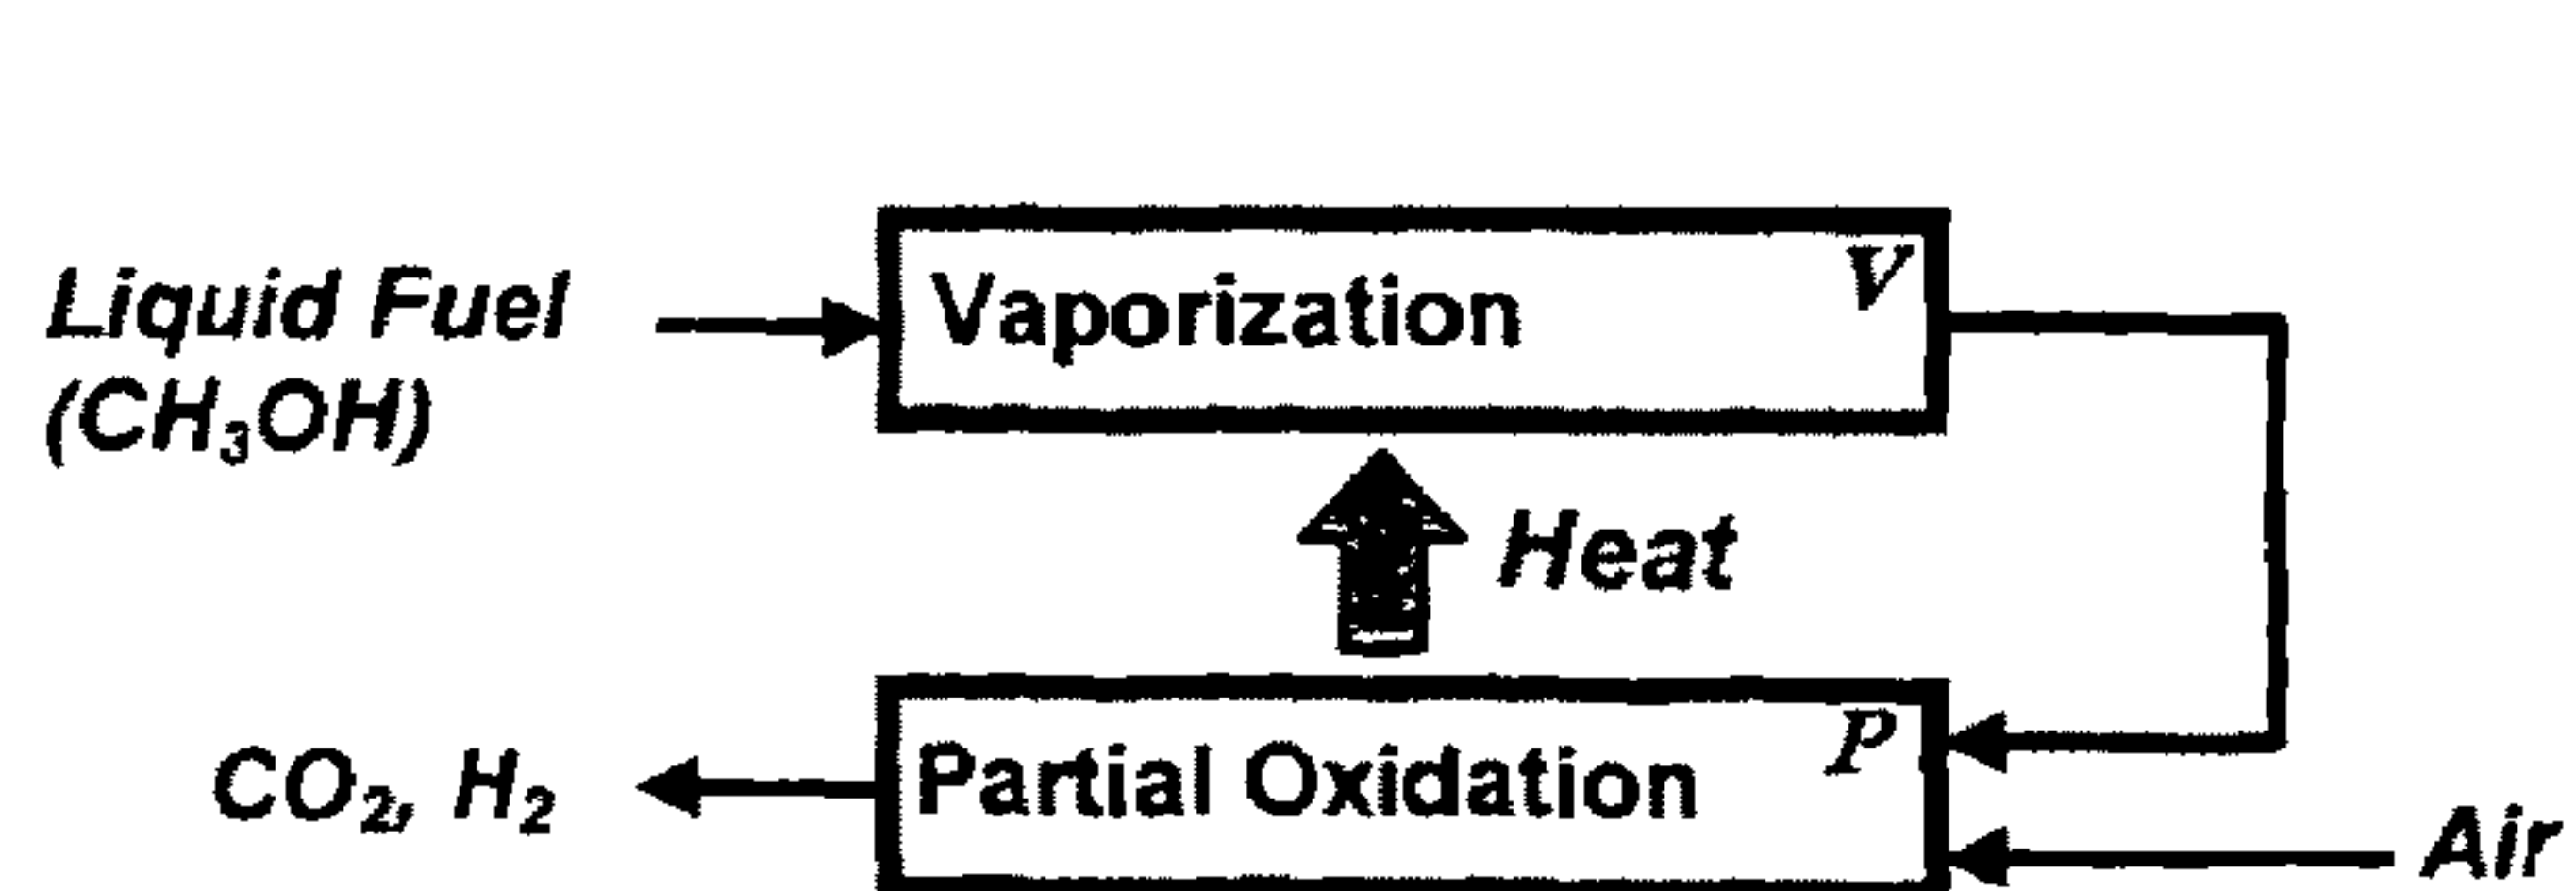 Liquid Fuel
(CH₃OH)
Vaporization
V
Heat
CO₂, H₂
Partial Oxidation
P
Air